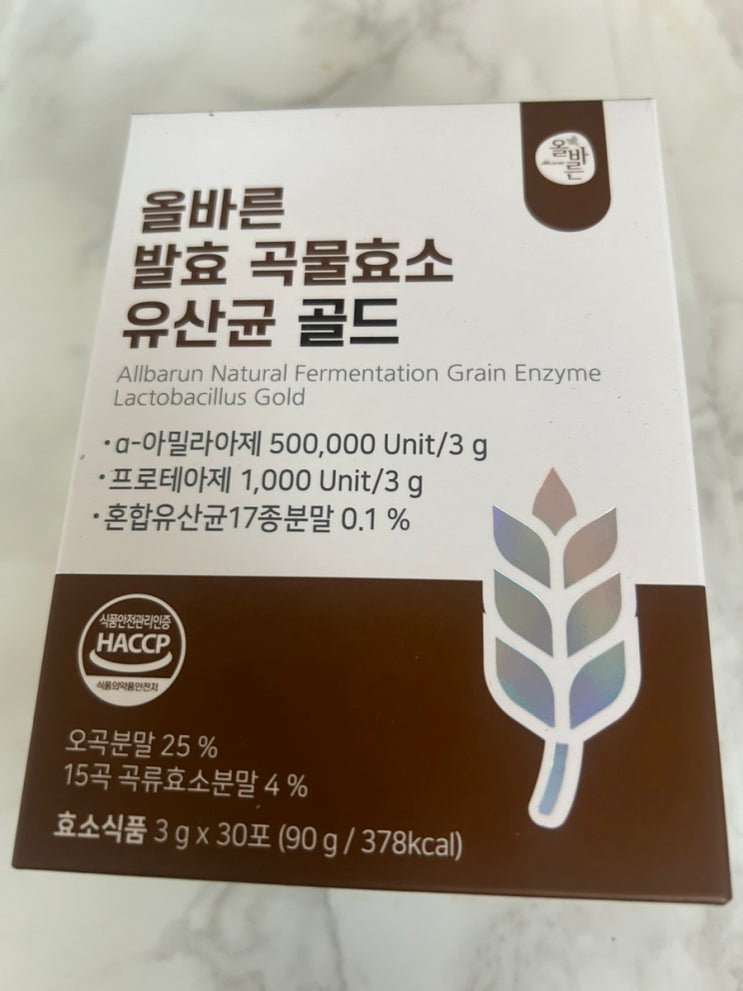 올바른
올바른
발효 곡물효소
유산균 골드
Allbarun Natural Fermentation Grain Enzyme
Lactobacillus Gold
·α-아밀라아제 500,000 Unit/3 g
·프로테아제 1,000 Unit/3 g
·혼합유산균17종분말 0.1 %
식품안전관리인증
HACCP
식품의약품안전처
오곡분말 25 %
15곡 곡류효소분말 4 %
효소식품 3 g x 30포 (90 g / 378kcal)